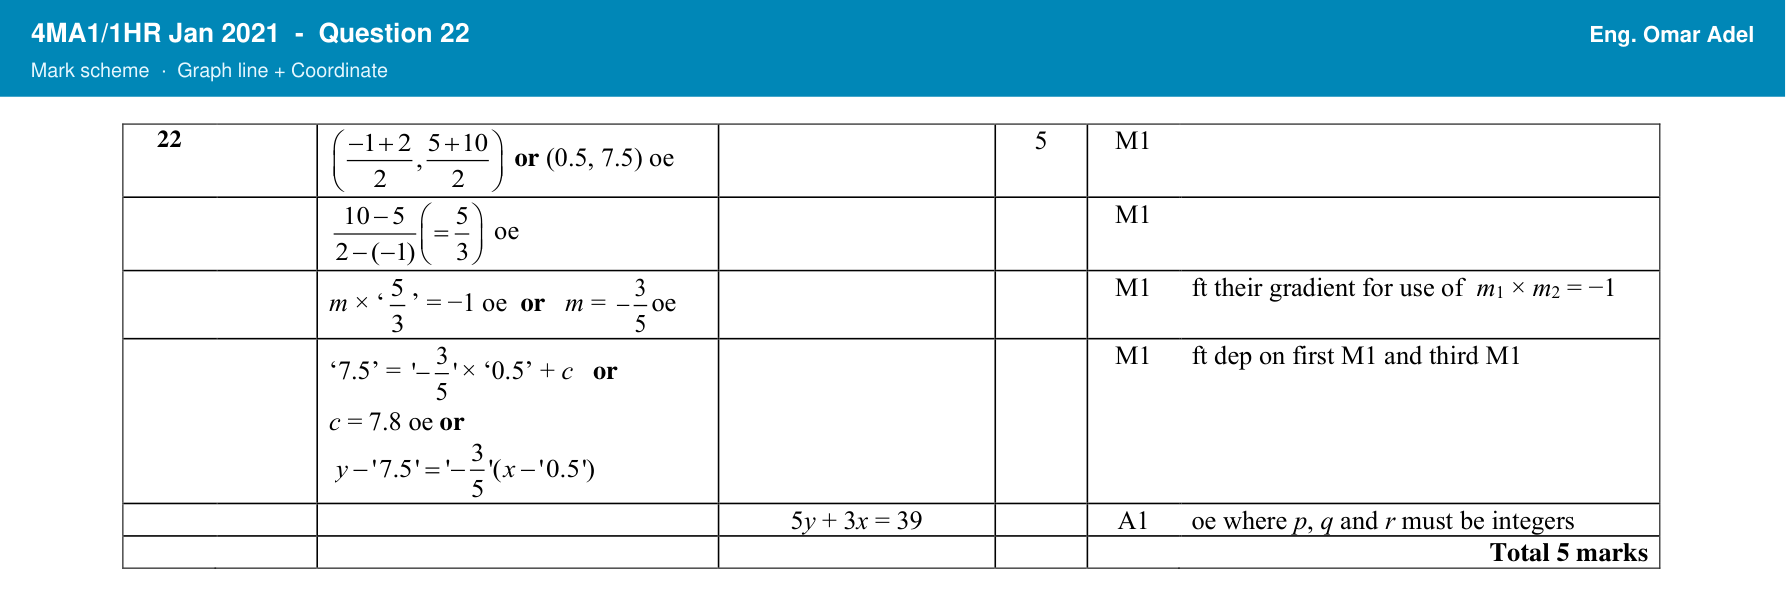 4MA1/1HR Jan 2021 - Question 22
Eng. Omar Adel
Mark scheme · Graph line + Coordinate
22 ((−1+2)/2, (5+10)/2) or (0.5, 7.5) oe 5 M1
(10−5)/(2−(−1)) (= 5/3) oe M1
m × ‘5/3’ = −1 oe or m = −3/5 oe M1 ft their gradient for use of m₁ × m₂ = −1
‘7.5’ = '−3/5' × ‘0.5’ + c or M1 ft dep on first M1 and third M1
c = 7.8 oe or
y − '7.5' = '−3/5'(x − '0.5')
5y + 3x = 39 A1 oe where p, q and r must be integers
Total 5 marks